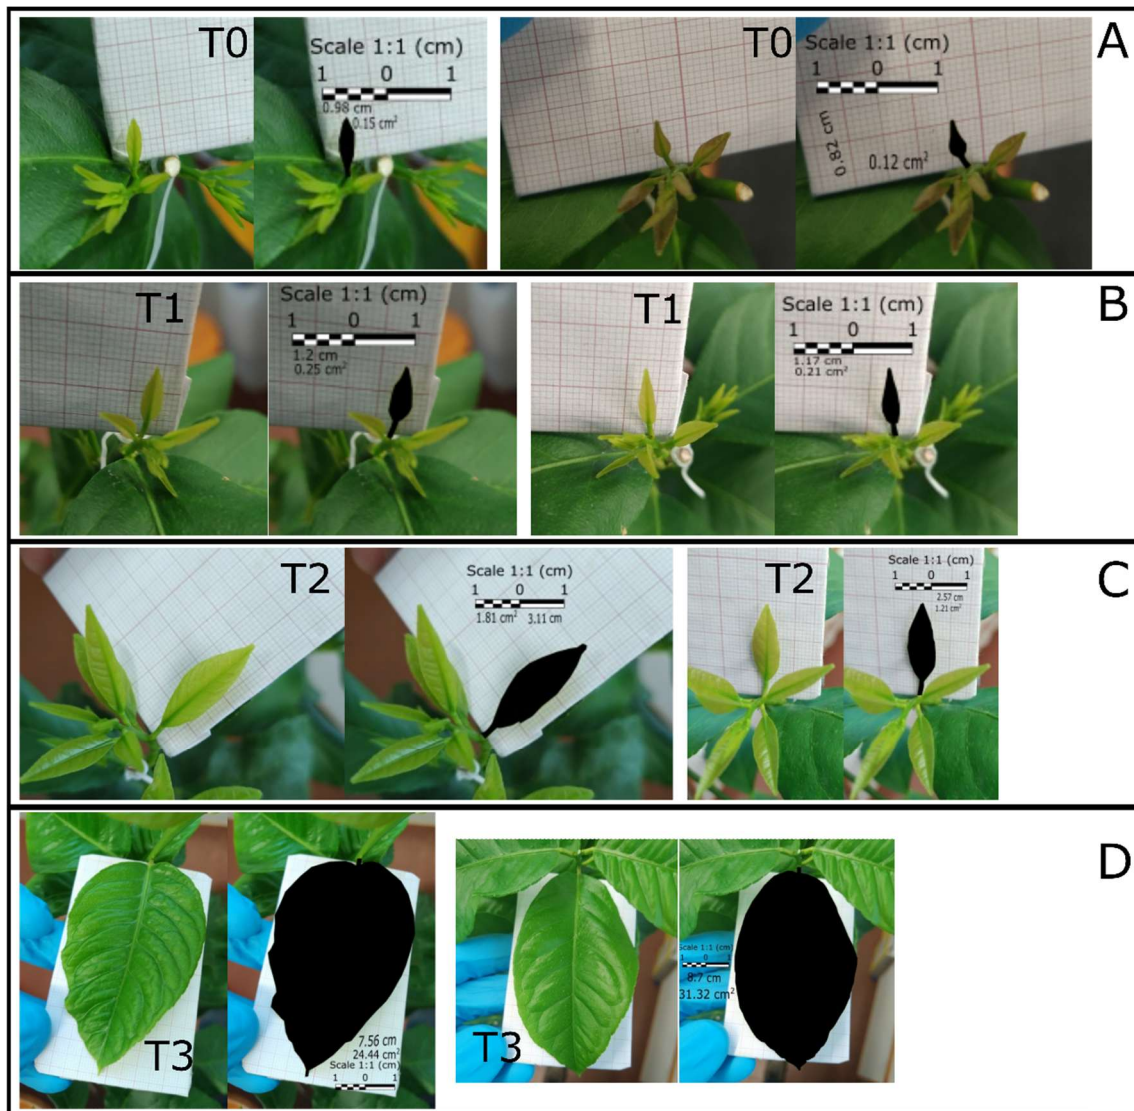 T0
Scale 1:1 (cm)
1 0 1
0.98 cm
0.15 cm²
T0
Scale 1:1 (cm)
1 0 1
0.82 cm
0.12 cm²
A
T1
Scale 1:1 (cm)
1 0 1
1.2 cm
0.25 cm²
T1
Scale 1:1 (cm)
1 0 1
1.17 cm
0.21 cm²
B
T2
Scale 1:1 (cm)
1 0 1
1.81 cm² 3.11 cm
T2
Scale 1:1 (cm)
1 0 1
2.57 cm
1.21 cm²
C
T3
7.56 cm
24.44 cm²
Scale 1:1 (cm)
1 0 1
T3
Scale 1:1 (cm)
1 0 1
8.7 cm
31.32 cm²
D